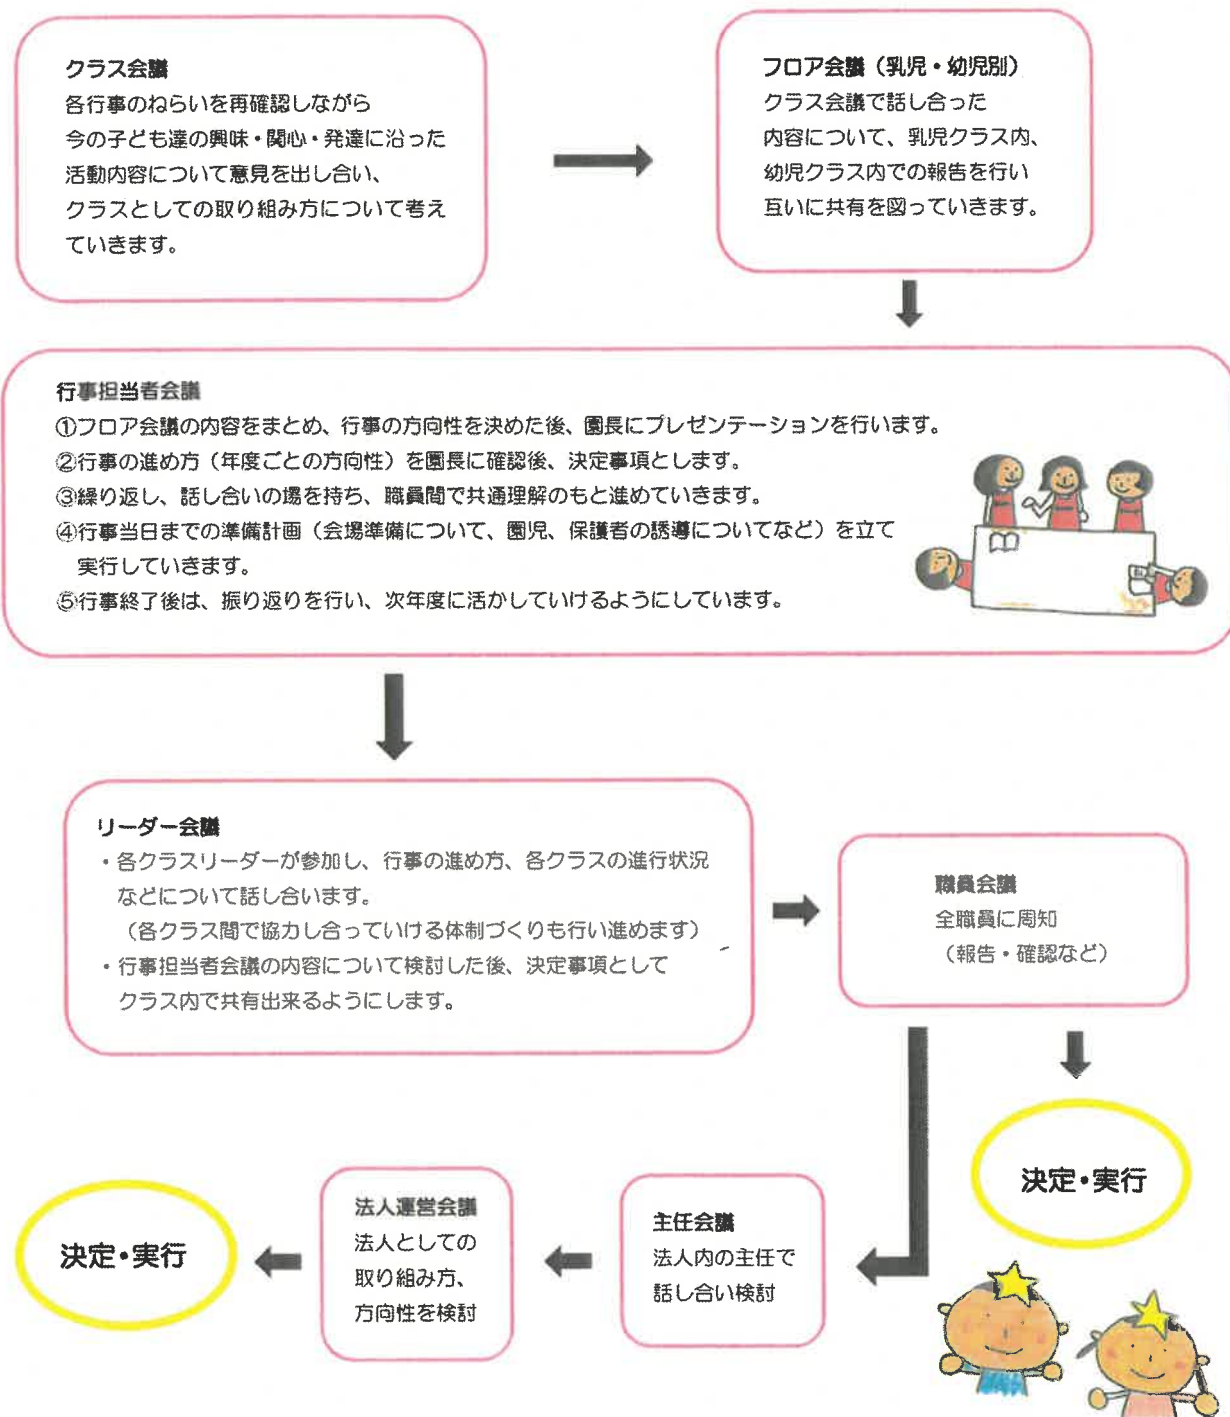 クラス会議
各行事のねらいを再確認しながら
今の子ども達の興味・関心・発達に沿った
活動内容について意見を出し合い、
クラスとしての取り組み方について考え
ていきます。
フロア会議（乳児・幼児別）
クラス会議で話し合った
内容について、乳児クラス内、
幼児クラス内での報告を行い
互いに共有を図っていきます。
行事担当者会議
①フロア会議の内容をまとめ、行事の方向性を決めた後、園長にプレゼンテーションを行います。
②行事の進め方（年度ごとの方向性）を園長に確認後、決定事項とします。
③繰り返し、話し合いの場を持ち、職員間で共通理解のもと進めていきます。
④行事当日までの準備計画（会場準備について、園児、保護者の誘導についてなど）を立て
実行していきます。
⑤行事終了後は、振り返りを行い、次年度に活かしていけるようにしています。
リーダー会議
・各クラスリーダーが参加し、行事の進め方、各クラスの進行状況
などについて話し合います。
（各クラス間で協力し合っていける体制づくりも行い進めます）
・行事担当者会議の内容について検討した後、決定事項として
クラス内で共有出来るようにします。
職員会議
全職員に周知
（報告・確認など）
決定・実行
主任会議
法人内の主任で
話し合い検討
法人運営会議
法人としての
取り組み方、
方向性を検討
決定・実行